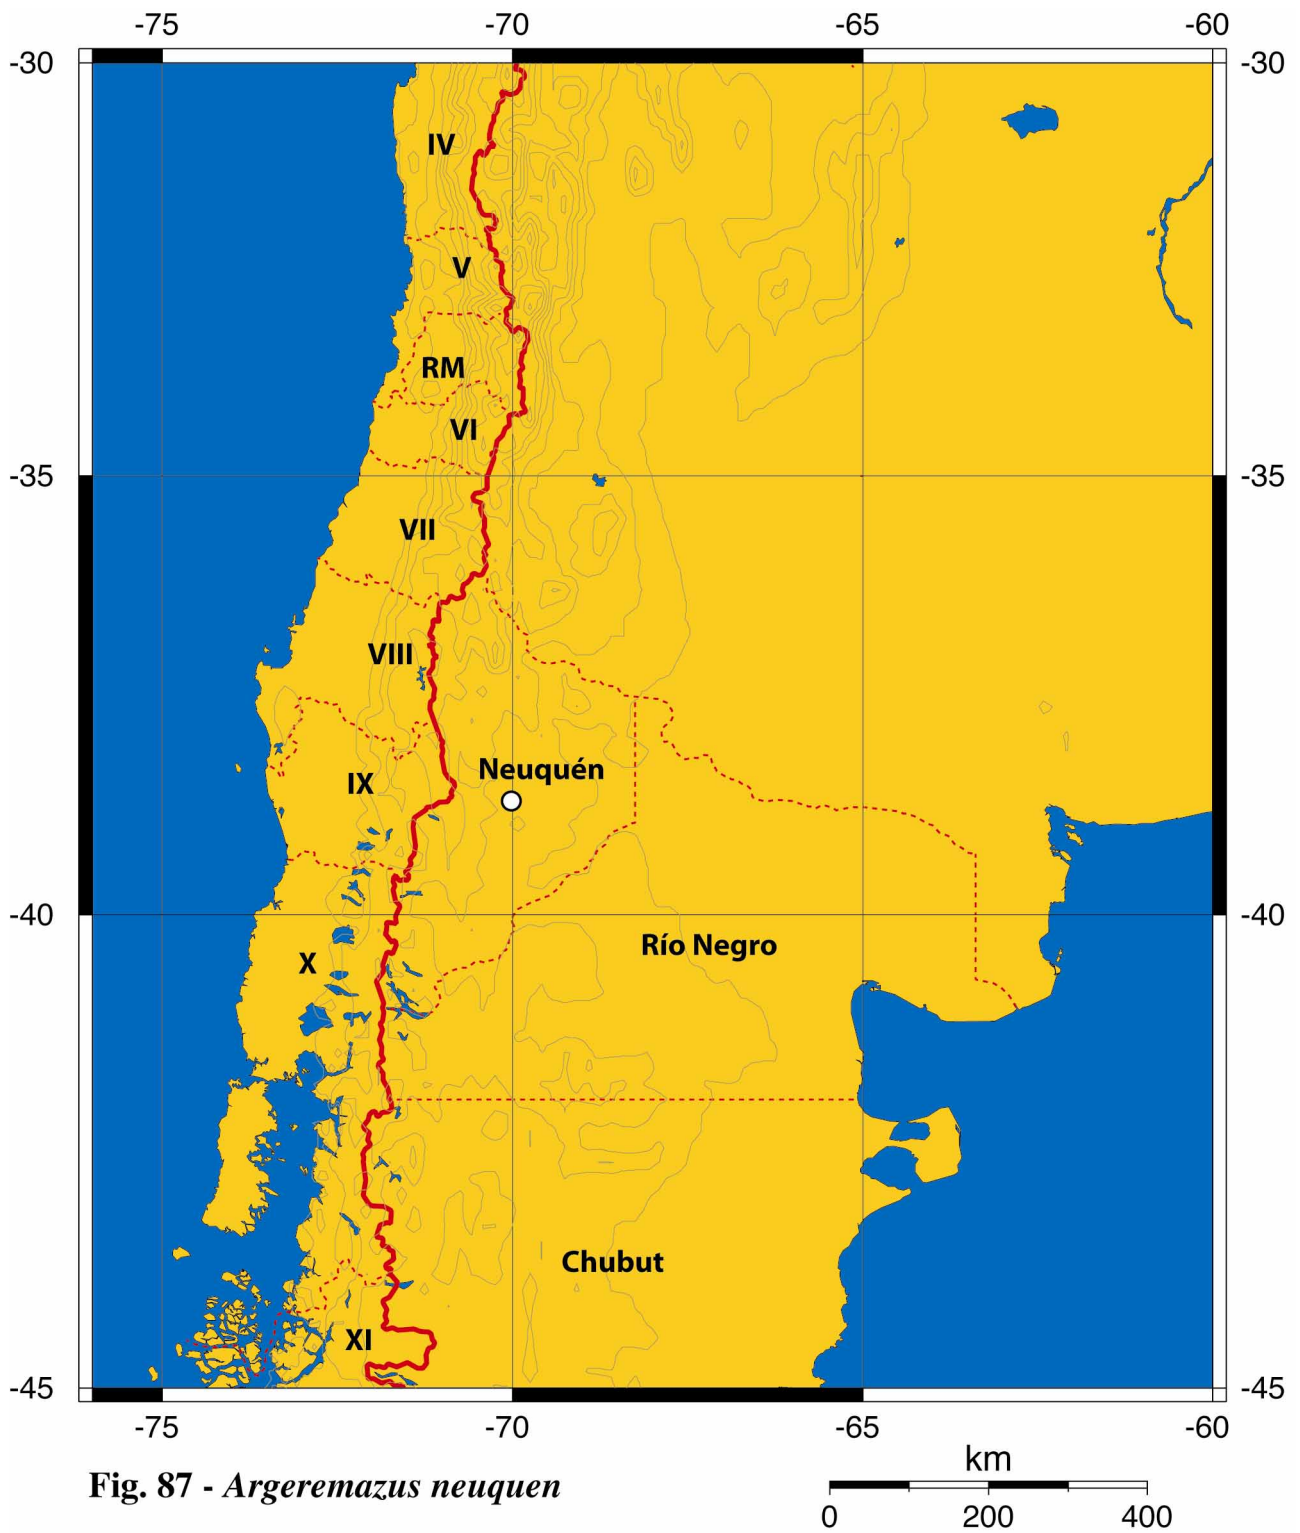 -75 -70 -65 -60
-30 -30
IV
V
RM
VI
-35 -35
VII
VIII
Neuquén
IX
-40 -40
Río Negro
X
Chubut
XI
-45 -45
-75 -70 -65 -60
km
Fig. 87 - Argeremazus neuquen
0 200 400